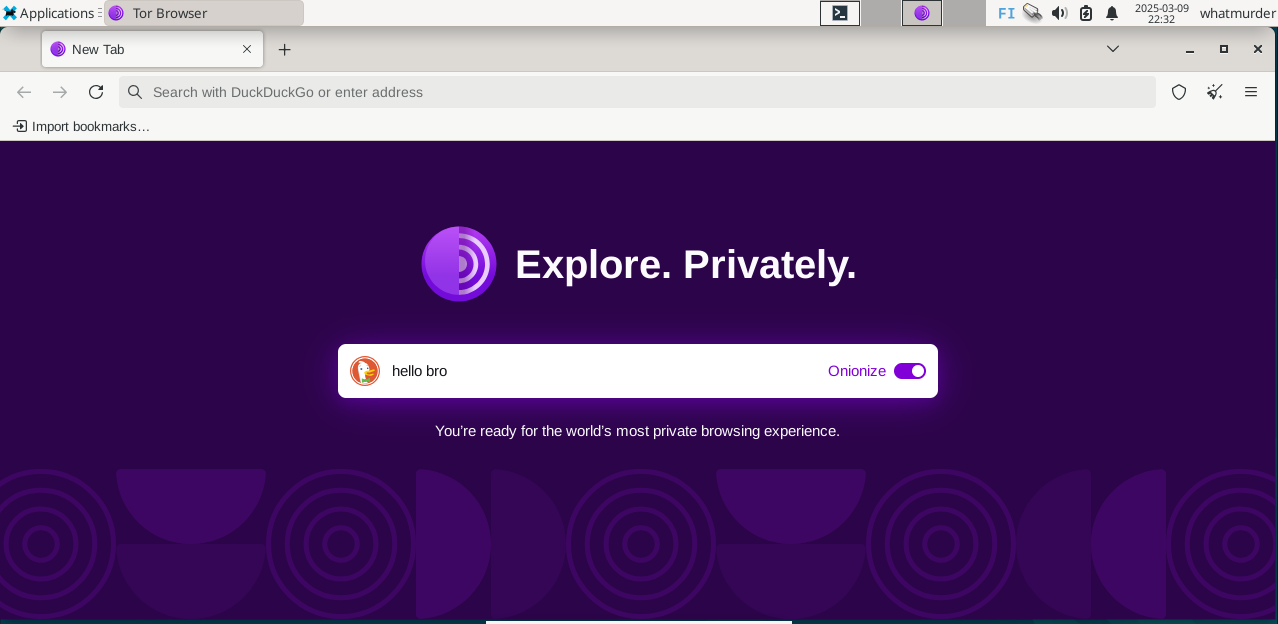 Applications
Tor Browser
FI
2025-03-09
22:32
whatmurder
New Tab
Search with DuckDuckGo or enter address
Import bookmarks…
Explore. Privately.
hello bro
Onionize
You’re ready for the world’s most private browsing experience.